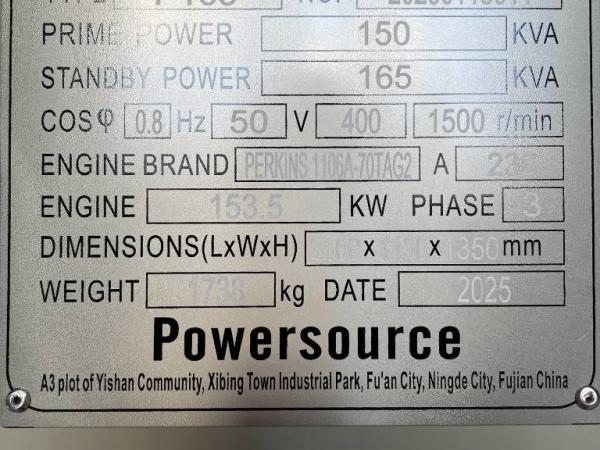 PRIME POWER 150 KVA
STANDBY POWER 165 KVA
COSφ 0.8 Hz 50 V 400 1500 r/min
ENGINE BRAND PERKINS 1106A-70TAG2 A
ENGINE 153.5 KW PHASE 3
DIMENSIONS(LxWxH) x x 1350 mm
WEIGHT 1738 kg DATE 2025
Powersource
A3 plot of Yishan Community, Xibing Town Industrial Park, Fu'an City, Ningde City, Fujian China